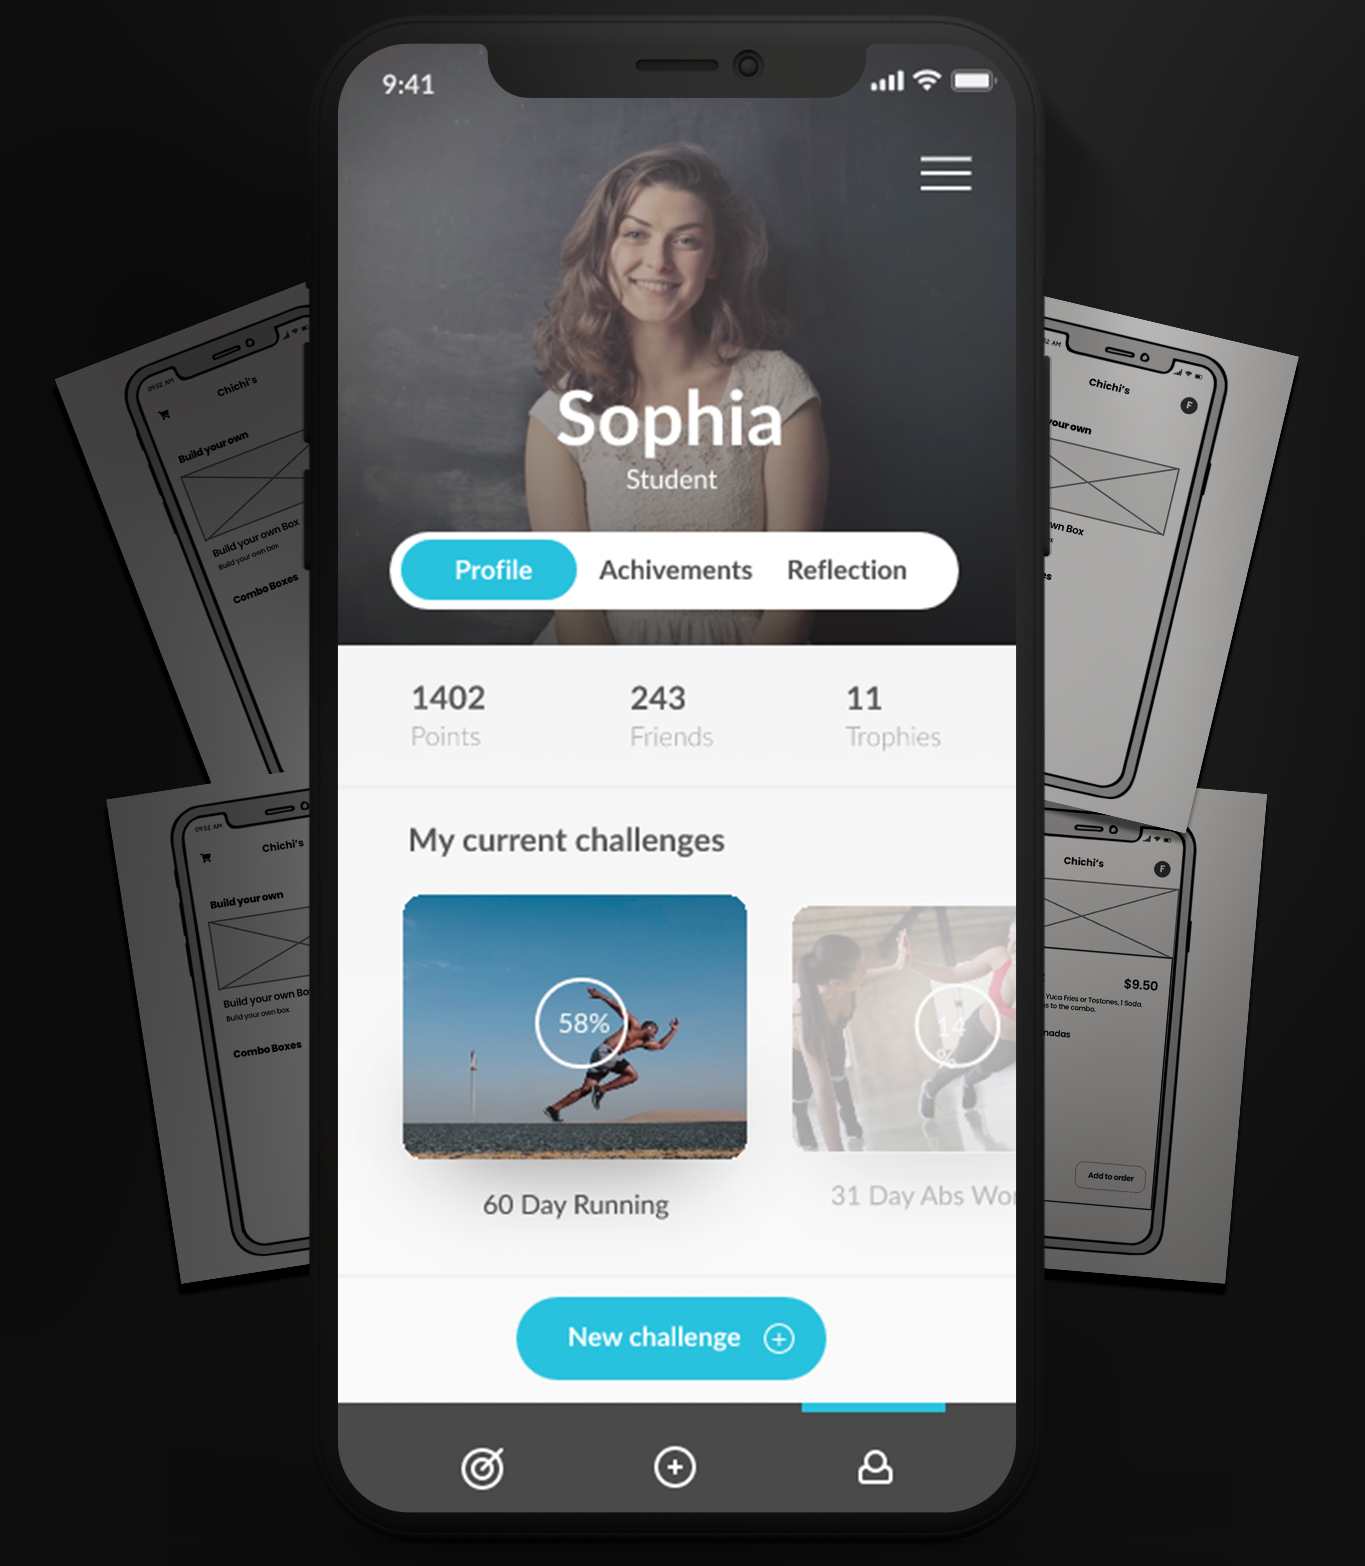 9:41
Sophia
Student
Profile Achivements Reflection
1402 243 11
Points Friends Trophies
My current challenges
58%
14
%
60 Day Running
31 Day Abs Wor
New challenge
09:52 AM
Chichi's
Build your own
Build your own Box
Build your own box
Combo Boxes
09:52 AM
Chichi's
Build your own
Build your own Bo
Build your own box
Combo Boxes
52 AM
Chichi's
F
your own
wn Box
x
es
Chichi's
F
$9.50
Yuca Fries or Tostones, 1 Soda.
s to the combo.
nadas
Add to order